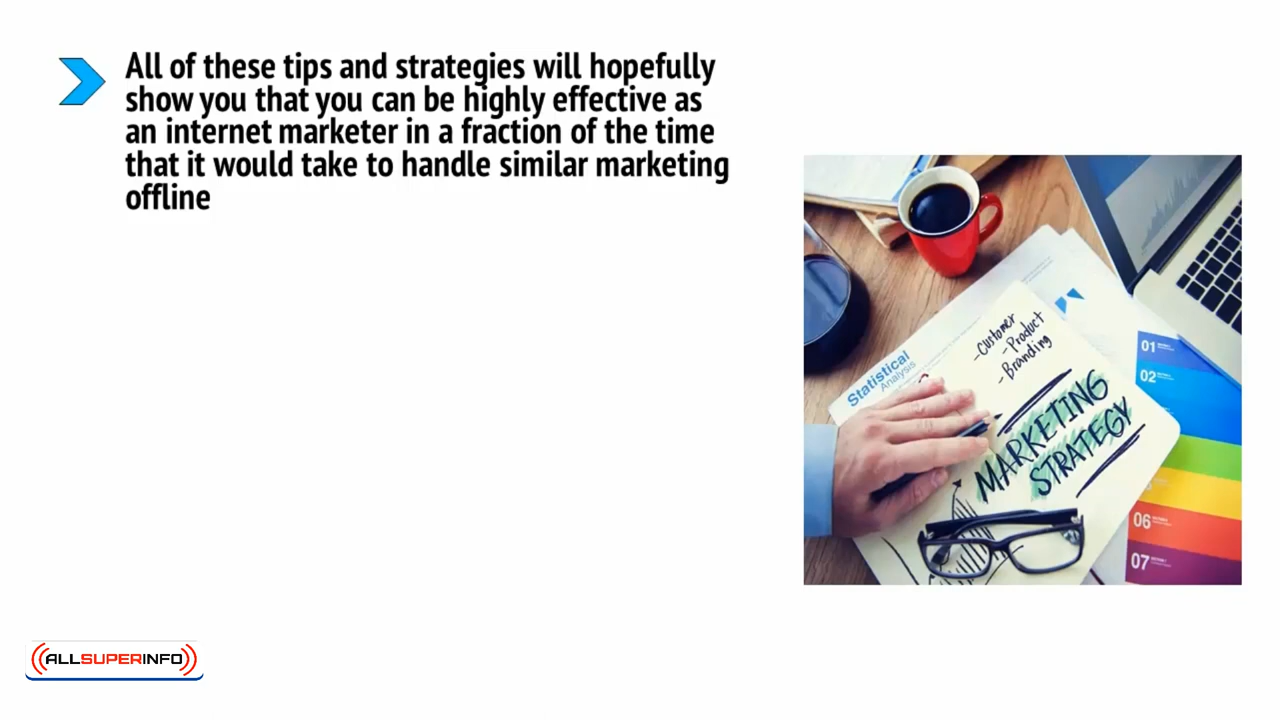 All of these tips and strategies will hopefully
show you that you can be highly effective as
an internet marketer in a fraction of the time
that it would take to handle similar marketing
offline
-Customer
-Product
-Branding
Statistical
Analysis
MARKETING
STRATEGY
01
02
06
07
ALLSUPERINFO